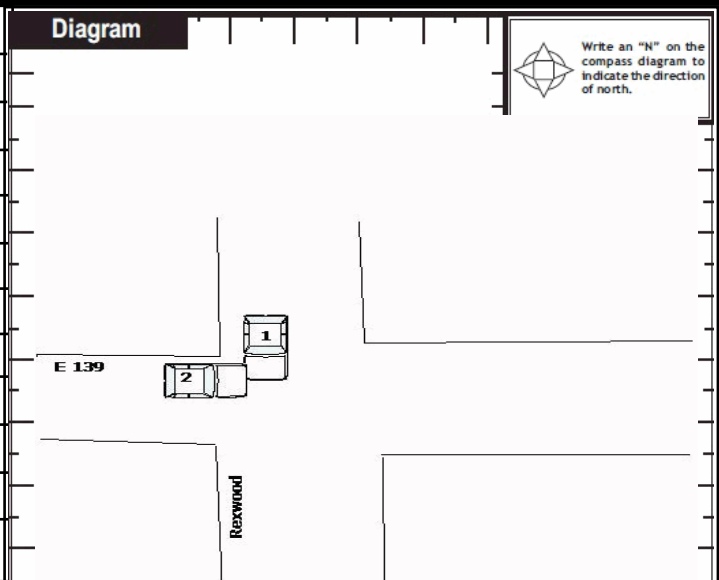 Diagram
Write an “N” on the
compass diagram to
indicate the direction
of north.
1
E 139
2
Rexwood